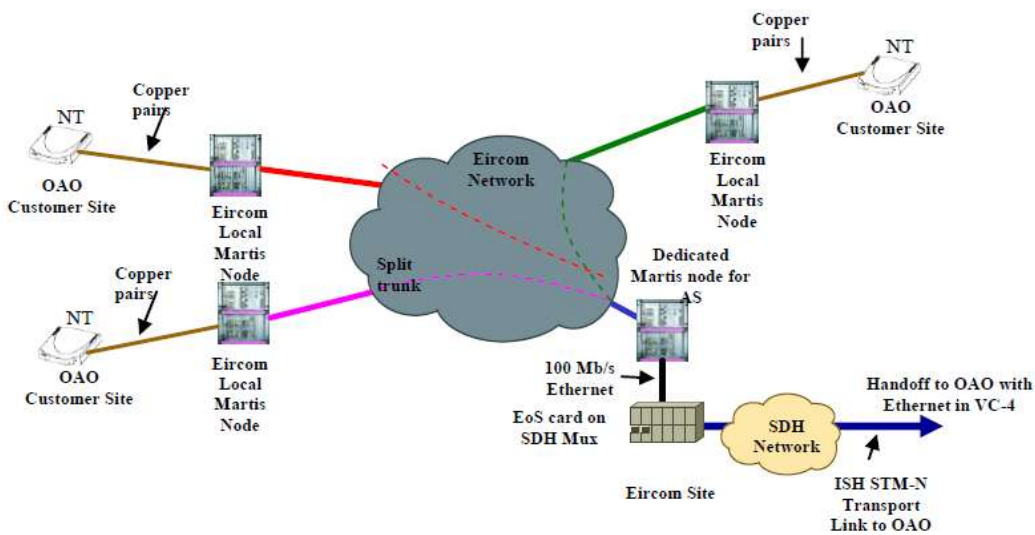 Copper
pairs
NT
OAO
Customer Site
Eircom
Local
Martis
Node
Copper
pairs
NT
OAO
Customer Site
Eircom
Local
Martis
Node
Eircom
Network
Split
trunk
Copper
pairs
NT
OAO
Customer Site
Eircom
Local
Martis
Node
Dedicated
Martis node for
AS
100 Mb/s
Ethernet
EoS card on
SDH Mux
Eircom Site
SDH
Network
Handoff to OAO with
Ethernet in VC-4
ISH STM-N
Transport
Link to OAO